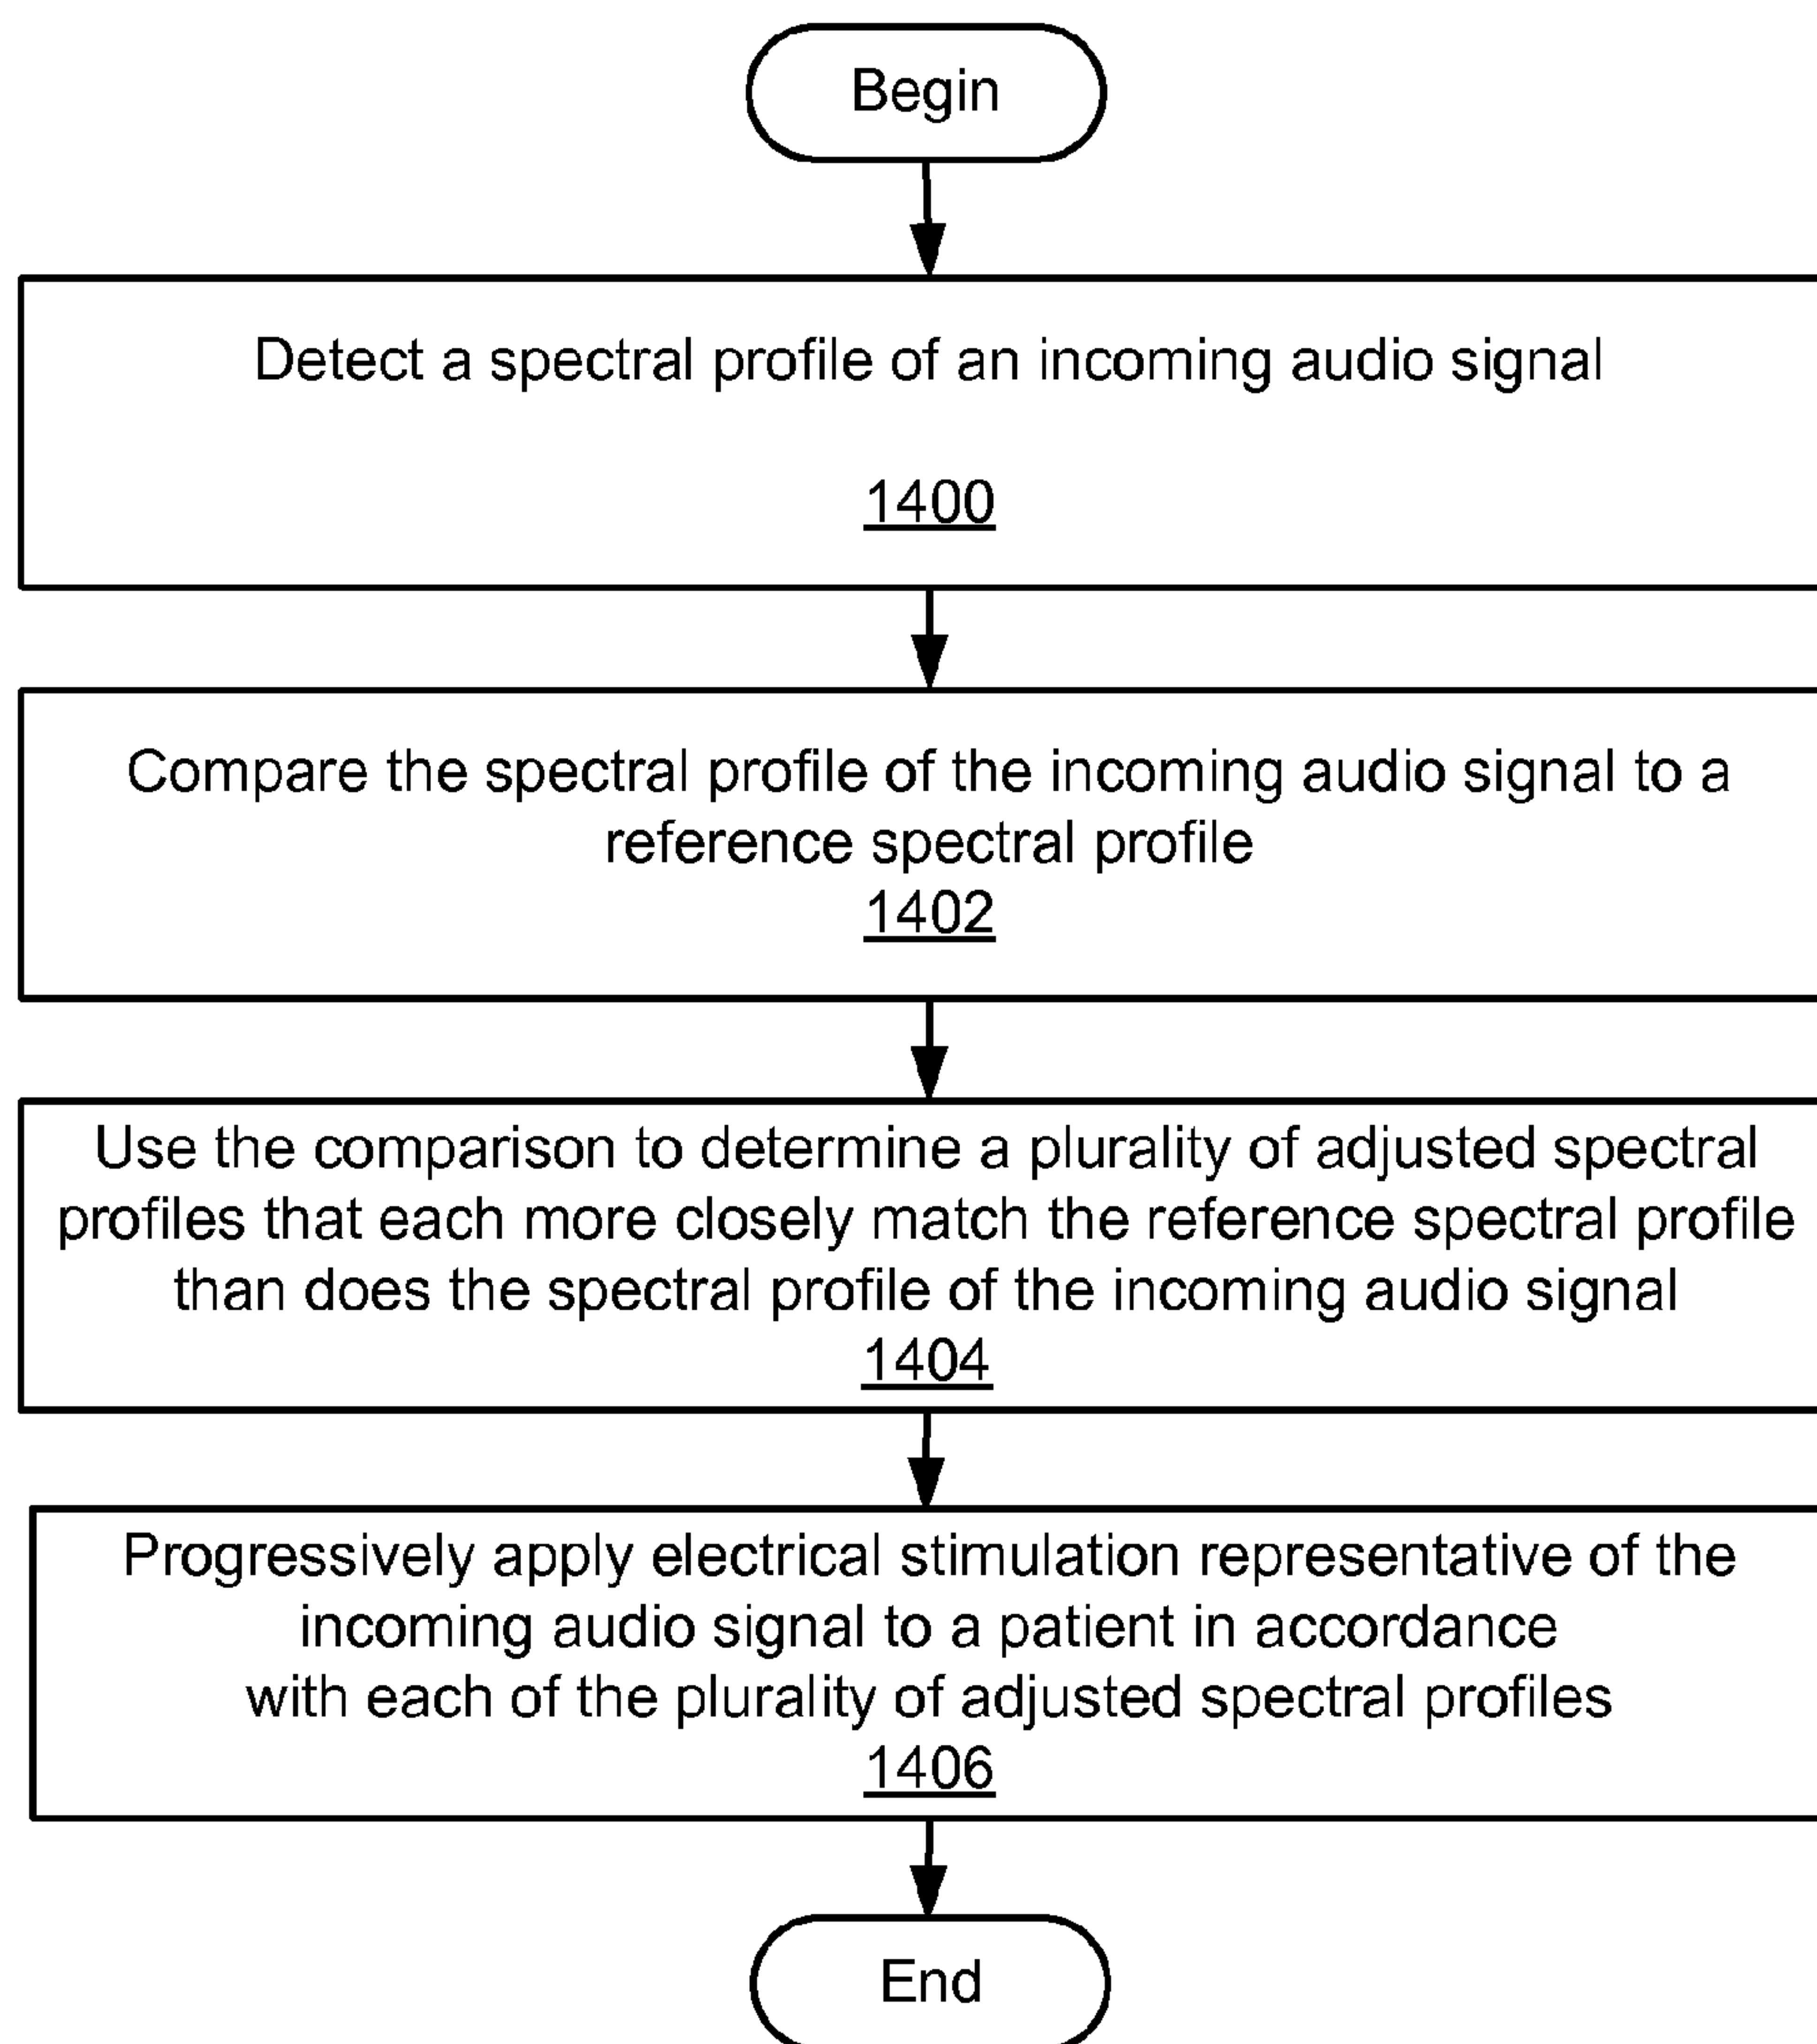 Begin
Detect a spectral profile of an incoming audio signal
1400
Compare the spectral profile of the incoming audio signal to a
reference spectral profile
1402
Use the comparison to determine a plurality of adjusted spectral
profiles that each more closely match the reference spectral profile
than does the spectral profile of the incoming audio signal
1404
Progressively apply electrical stimulation representative of the
incoming audio signal to a patient in accordance
with each of the plurality of adjusted spectral profiles
1406
End